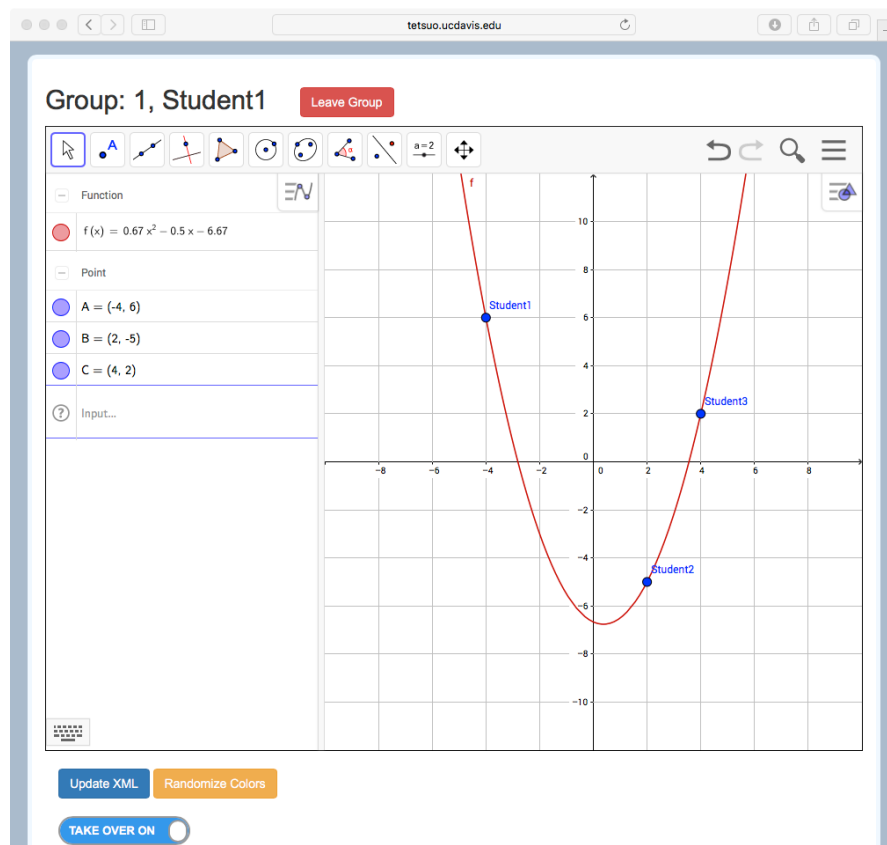 tetsuo.ucdavis.edu
Group: 1, Student1
Leave Group
A
α
a=2
Function
f(x) = 0.67 x² − 0.5 x − 6.67
Point
A = (-4, 6)
B = (2, -5)
C = (4, 2)
? Input...
f
10
8
Student1
6
4
Student3
2
0
−8 −6 −4 −2 0 2 4 6 8
−2
−4
Student2
−6
−8
−10
Update XML Randomize Colors
TAKE OVER ON